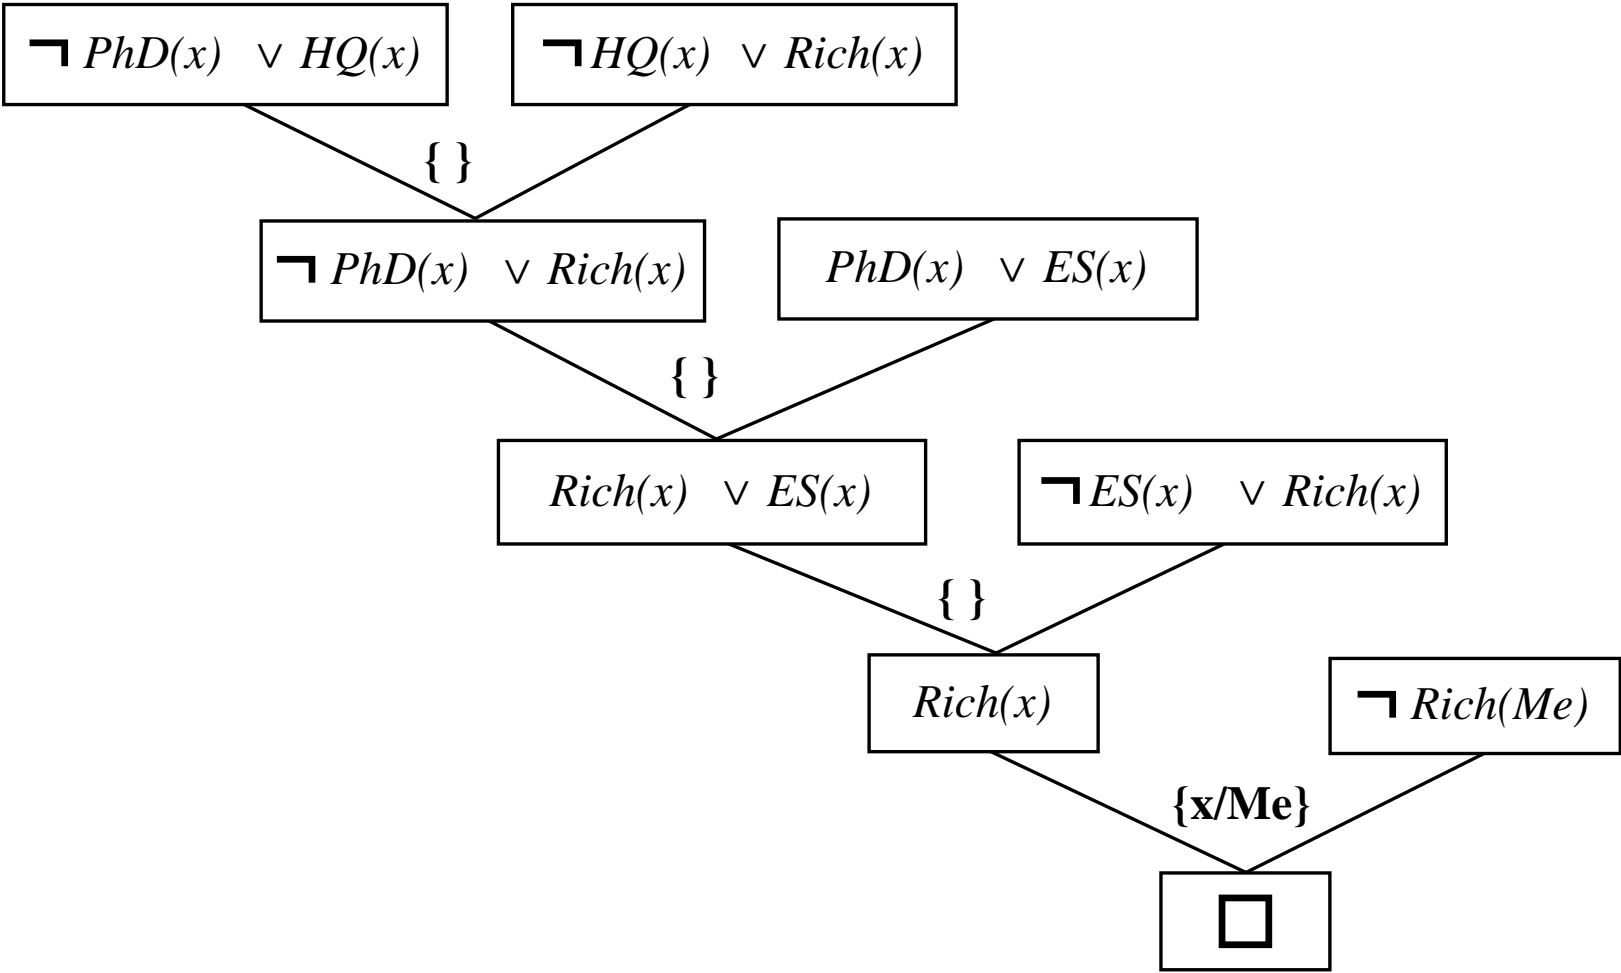 ¬ PhD(x) ∨ HQ(x)
¬ HQ(x) ∨ Rich(x)
{ }
¬ PhD(x) ∨ Rich(x)
PhD(x) ∨ ES(x)
{ }
Rich(x) ∨ ES(x)
¬ ES(x) ∨ Rich(x)
{ }
Rich(x)
¬ Rich(Me)
{x/Me}
□